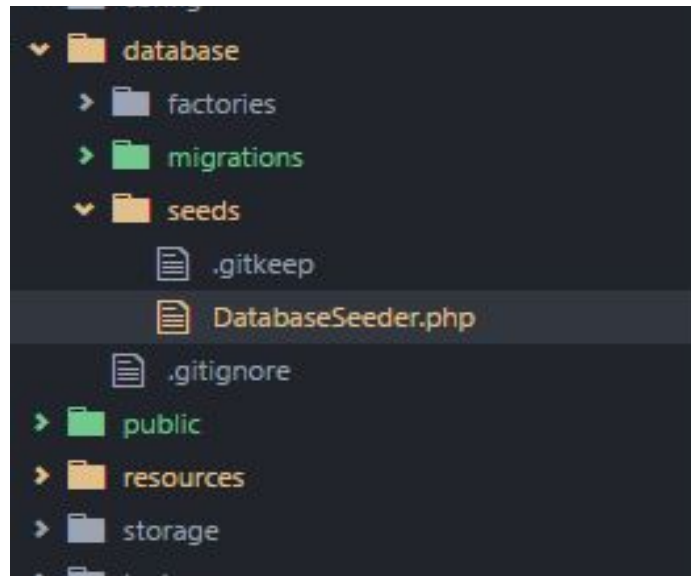 database
factories
migrations
seeds
.gitkeep
DatabaseSeeder.php
.gitignore
public
resources
storage